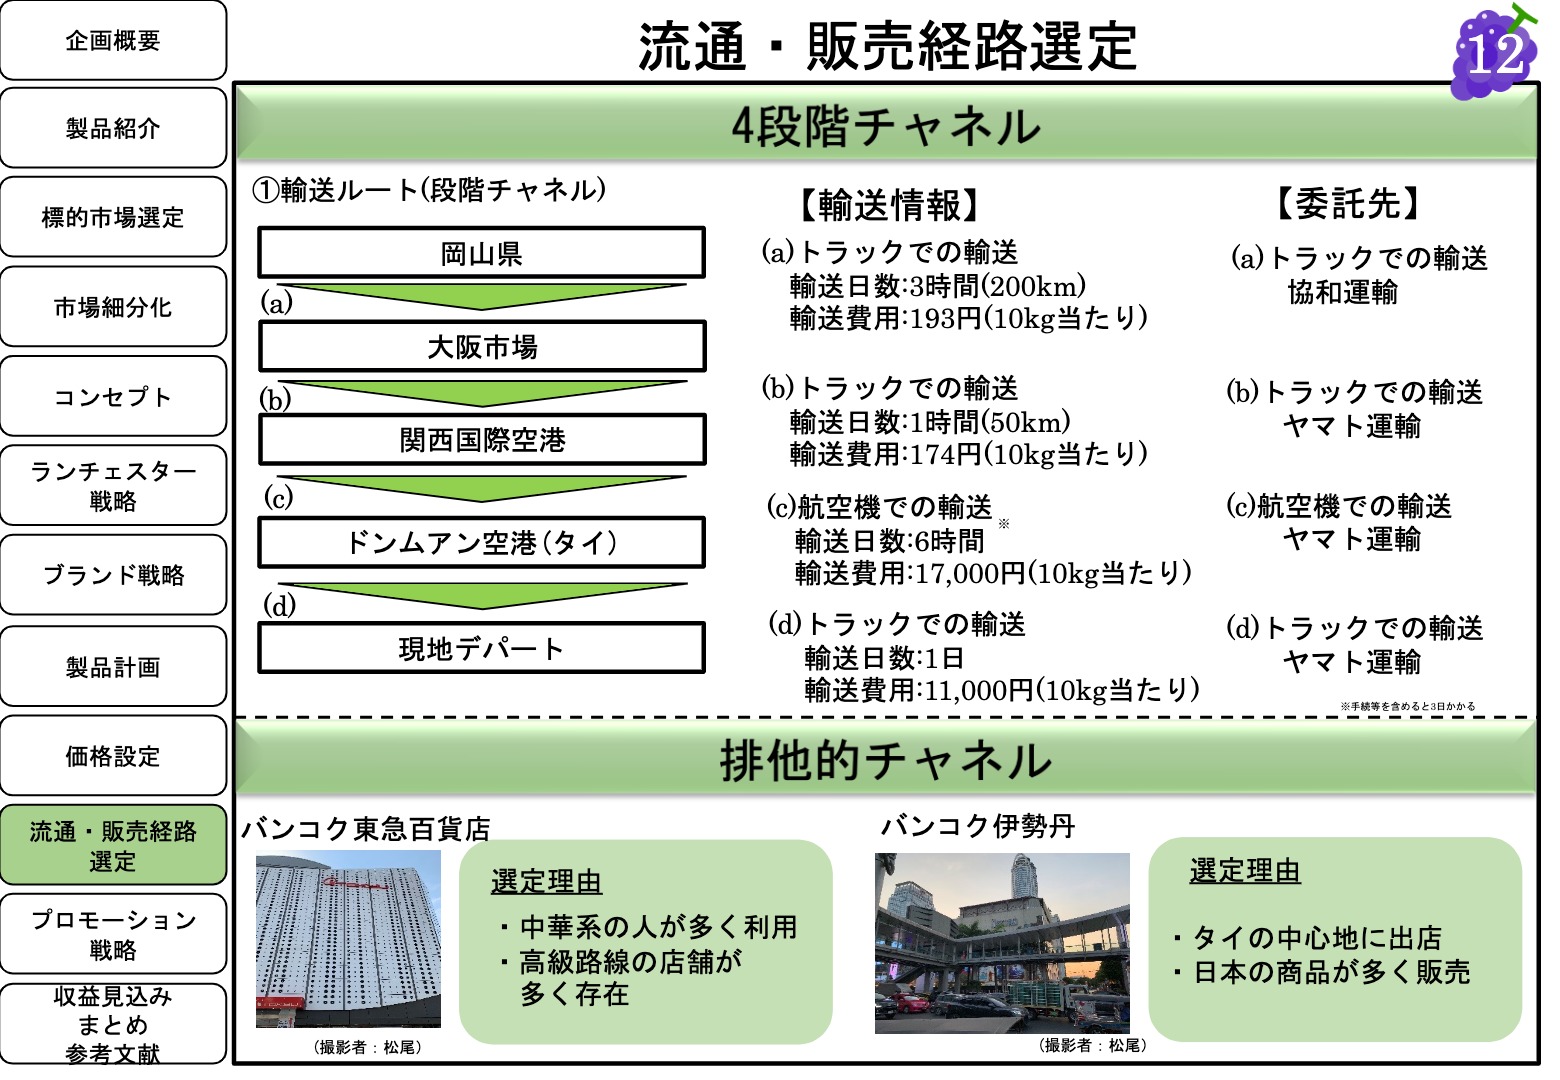 企画概要
製品紹介
標的市場選定
市場細分化
コンセプト
ランチェスター
戦略
ブランド戦略
製品計画
価格設定
流通・販売経路
選定
プロモーション
戦略
収益見込み
まとめ
参考文献
流通・販売経路選定
12
4段階チャネル
①輸送ルート(段階チャネル)
岡山県
(a)
大阪市場
(b)
関西国際空港
(c)
ドンムアン空港(タイ)
(d)
現地デパート
【輸送情報】
(a)トラックでの輸送
輸送日数:3時間(200km)
輸送費用:193円(10kg当たり)
(b)トラックでの輸送
輸送日数:1時間(50km)
輸送費用:174円(10kg当たり)
(c)航空機での輸送
輸送日数:6時間※
輸送費用:17,000円(10kg当たり)
(d)トラックでの輸送
輸送日数:1日
輸送費用:11,000円(10kg当たり)
【委託先】
(a)トラックでの輸送
協和運輸
(b)トラックでの輸送
ヤマト運輸
(c)航空機での輸送
ヤマト運輸
(d)トラックでの輸送
ヤマト運輸
※手続等を含めると3日かかる
排他的チャネル
バンコク東急百貨店
(撮影者：松尾)
選定理由
・中華系の人が多く利用
・高級路線の店舗が
多く存在
バンコク伊勢丹
(撮影者：松尾)
選定理由
・タイの中心地に出店
・日本の商品が多く販売